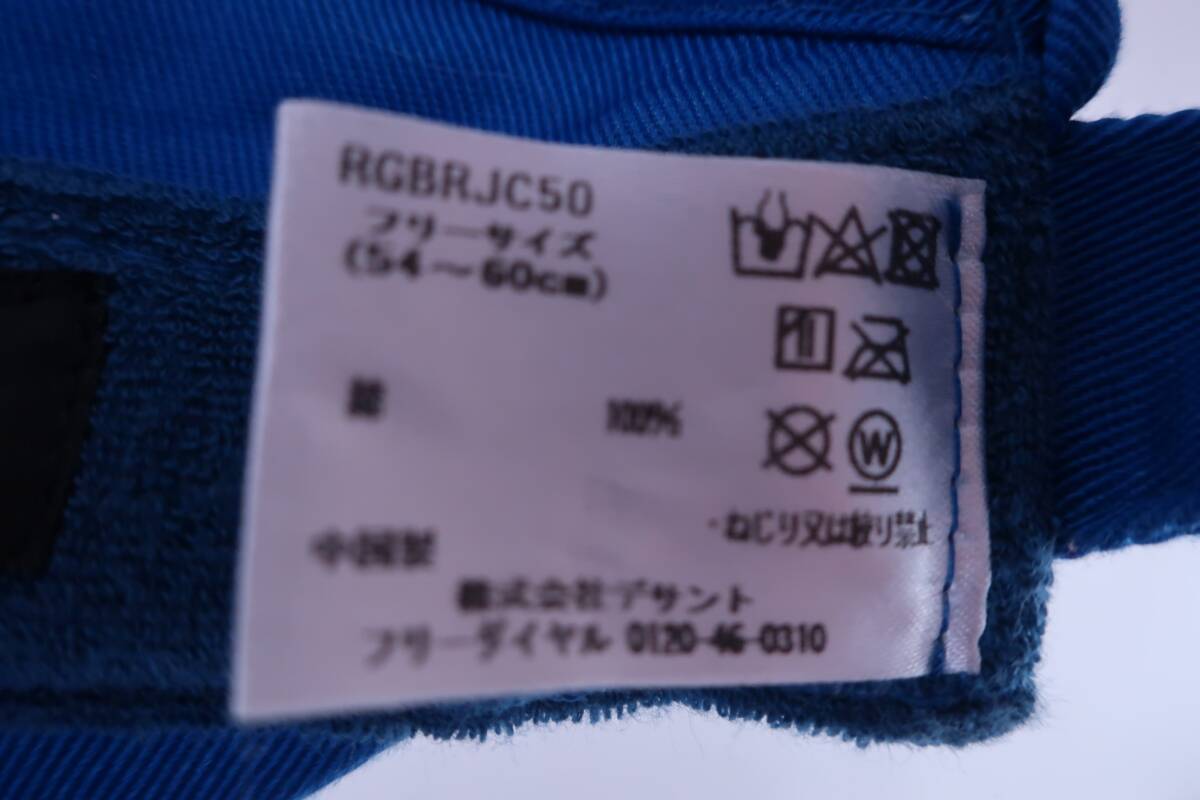 RGBRJC50
フリーサイズ
(54～60cm)
綿 100%
W
・ねじり又は絞り禁止
中国製
株式会社デサント
フリーダイヤル 0120-46-0310